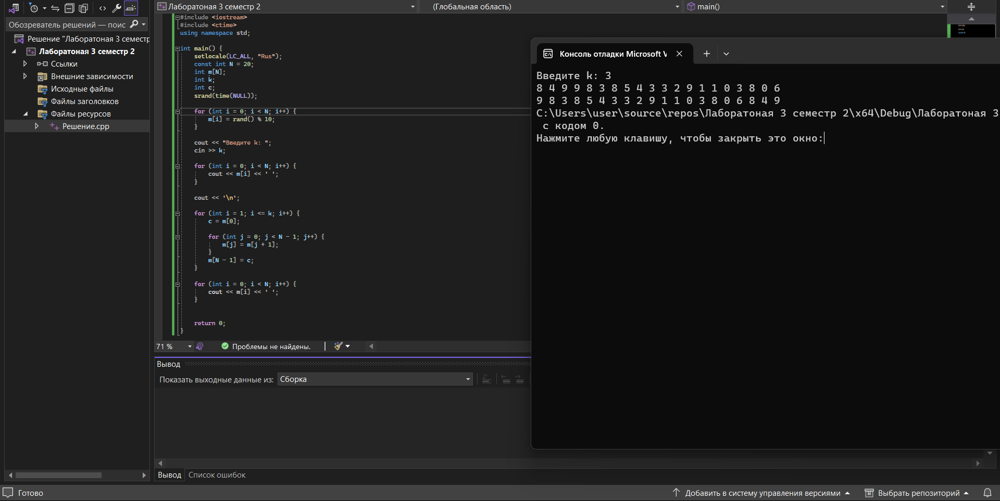 Лаборатоная 3 семестр 2
(Глобальная область)
main()
Обозреватель решений — поис
Решение "Лаборатоная 3 семестр
Лаборатоная 3 семестр 2
Ссылки
Внешние зависимости
Исходные файлы
Файлы заголовков
Файлы ресурсов
Решение.cpp
#include <iostream>
#include <ctime>
using namespace std;
int main() {
setlocale(LC_ALL, "Rus");
const int N = 20;
int m[N];
int k;
int c;
srand(time(NULL));
for (int i = 0; i < N; i++) {
m[i] = rand() % 10;
}
cout << "Введите k: ";
cin >> k;
for (int i = 0; i < N; i++) {
cout << m[i] << ' ';
}
cout << '\n';
for (int i = 1; i <= k; i++) {
c = m[0];
for (int j = 0; j < N - 1; j++) {
m[j] = m[j + 1];
}
m[N - 1] = c;
}
for (int i = 0; i < N; i++) {
cout << m[i] << ' ';
}
return 0;
}
71 %
Проблемы не найдены.
Вывод
Показать выходные данные из:
Сборка
Вывод
Список ошибок
Консоль отладки Microsoft V
Введите k: 3
8 4 9 9 8 3 8 5 4 3 3 2 9 1 1 0 3 8 0 6
9 8 3 8 5 4 3 3 2 9 1 1 0 3 8 0 6 8 4 9
C:\Users\user\source\repos\Лаборатоная 3 семестр 2\x64\Debug\Лаборатоная 3
с кодом 0.
Нажмите любую клавишу, чтобы закрыть это окно:
Готово
Добавить в систему управления версиями
Выбрать репозиторий